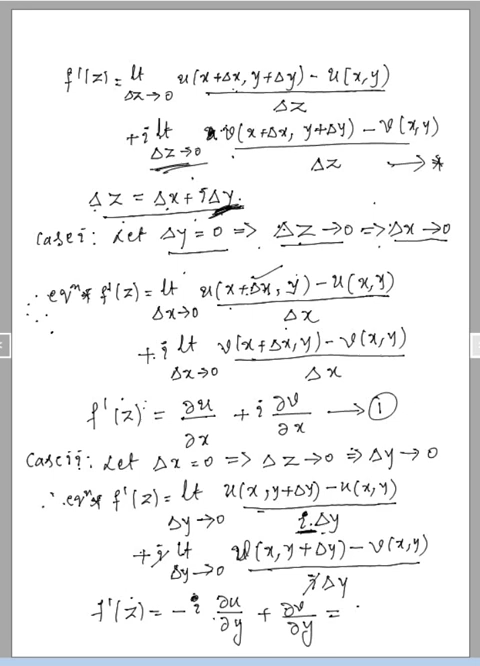 f'(z) = lt Δz→0 u(x+Δx, y+Δy) - u(x,y) / Δz
+ i lt Δz→0 v(x+Δx, y+Δy) - v(x,y) / Δz → *
Δz = Δx + iΔy.
Case i: Let Δy = 0 => Δz→0 => Δx→0
∴ eqⁿ * f'(z) = lt Δx→0 u(x+Δx, y) - u(x,y) / Δx
+ i lt Δx→0 v(x+Δx, y) - v(x,y) / Δx
f'(z) = ∂u/∂x + i ∂v/∂x → ①
Case ii: Let Δx = 0 => Δz→0 => Δy→0
∴ eqⁿ * f'(z) = lt Δy→0 u(x, y+Δy) - u(x,y) / i.Δy
+ i lt Δy→0 v(x, y+Δy) - v(x,y) / iΔy
f'(z) = -i ∂u/∂y + ∂v/∂y =